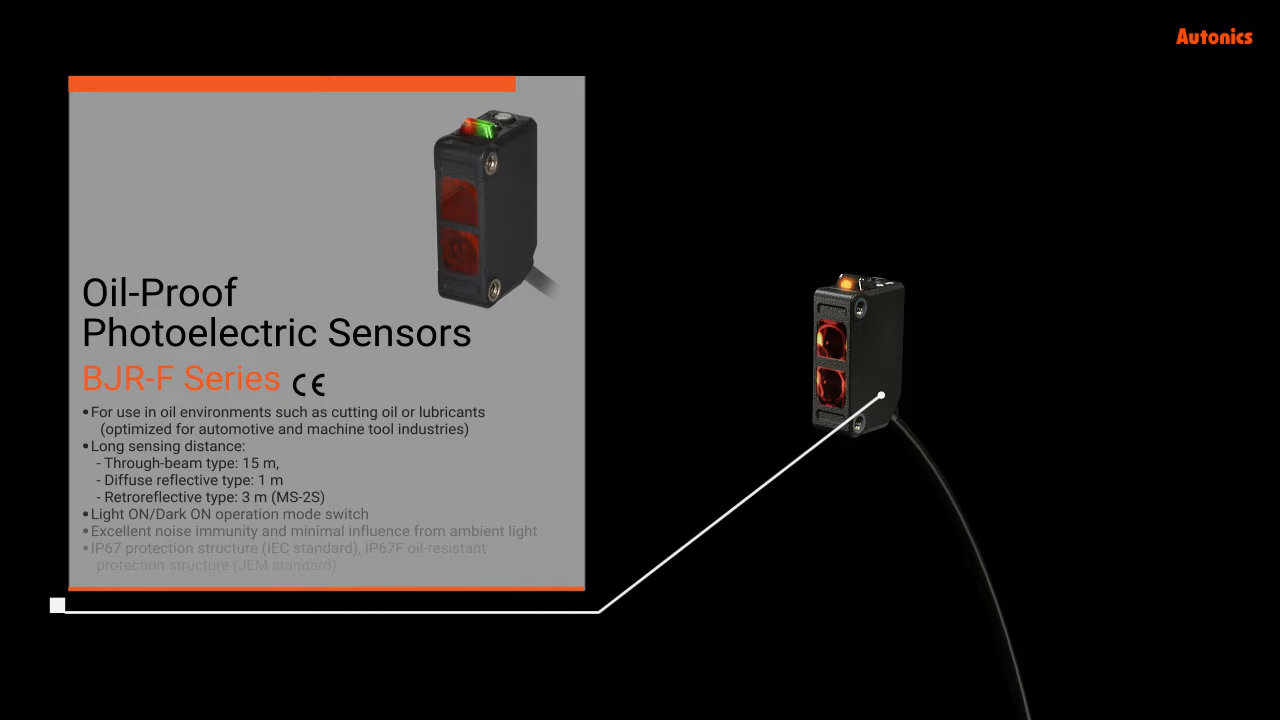 Autonics
Oil-Proof
Photoelectric Sensors
BJR-F Series CE
•For use in oil environments such as cutting oil or lubricants
(optimized for automotive and machine tool industries)
•Long sensing distance:
- Through-beam type: 15 m,
- Diffuse reflective type: 1 m
- Retroreflective type: 3 m (MS-2S)
•Light ON/Dark ON operation mode switch
•Excellent noise immunity and minimal influence from ambient light
•IP67 protection structure (IEC standard), IP67F oil-resistant
protection structure (JEM standard)